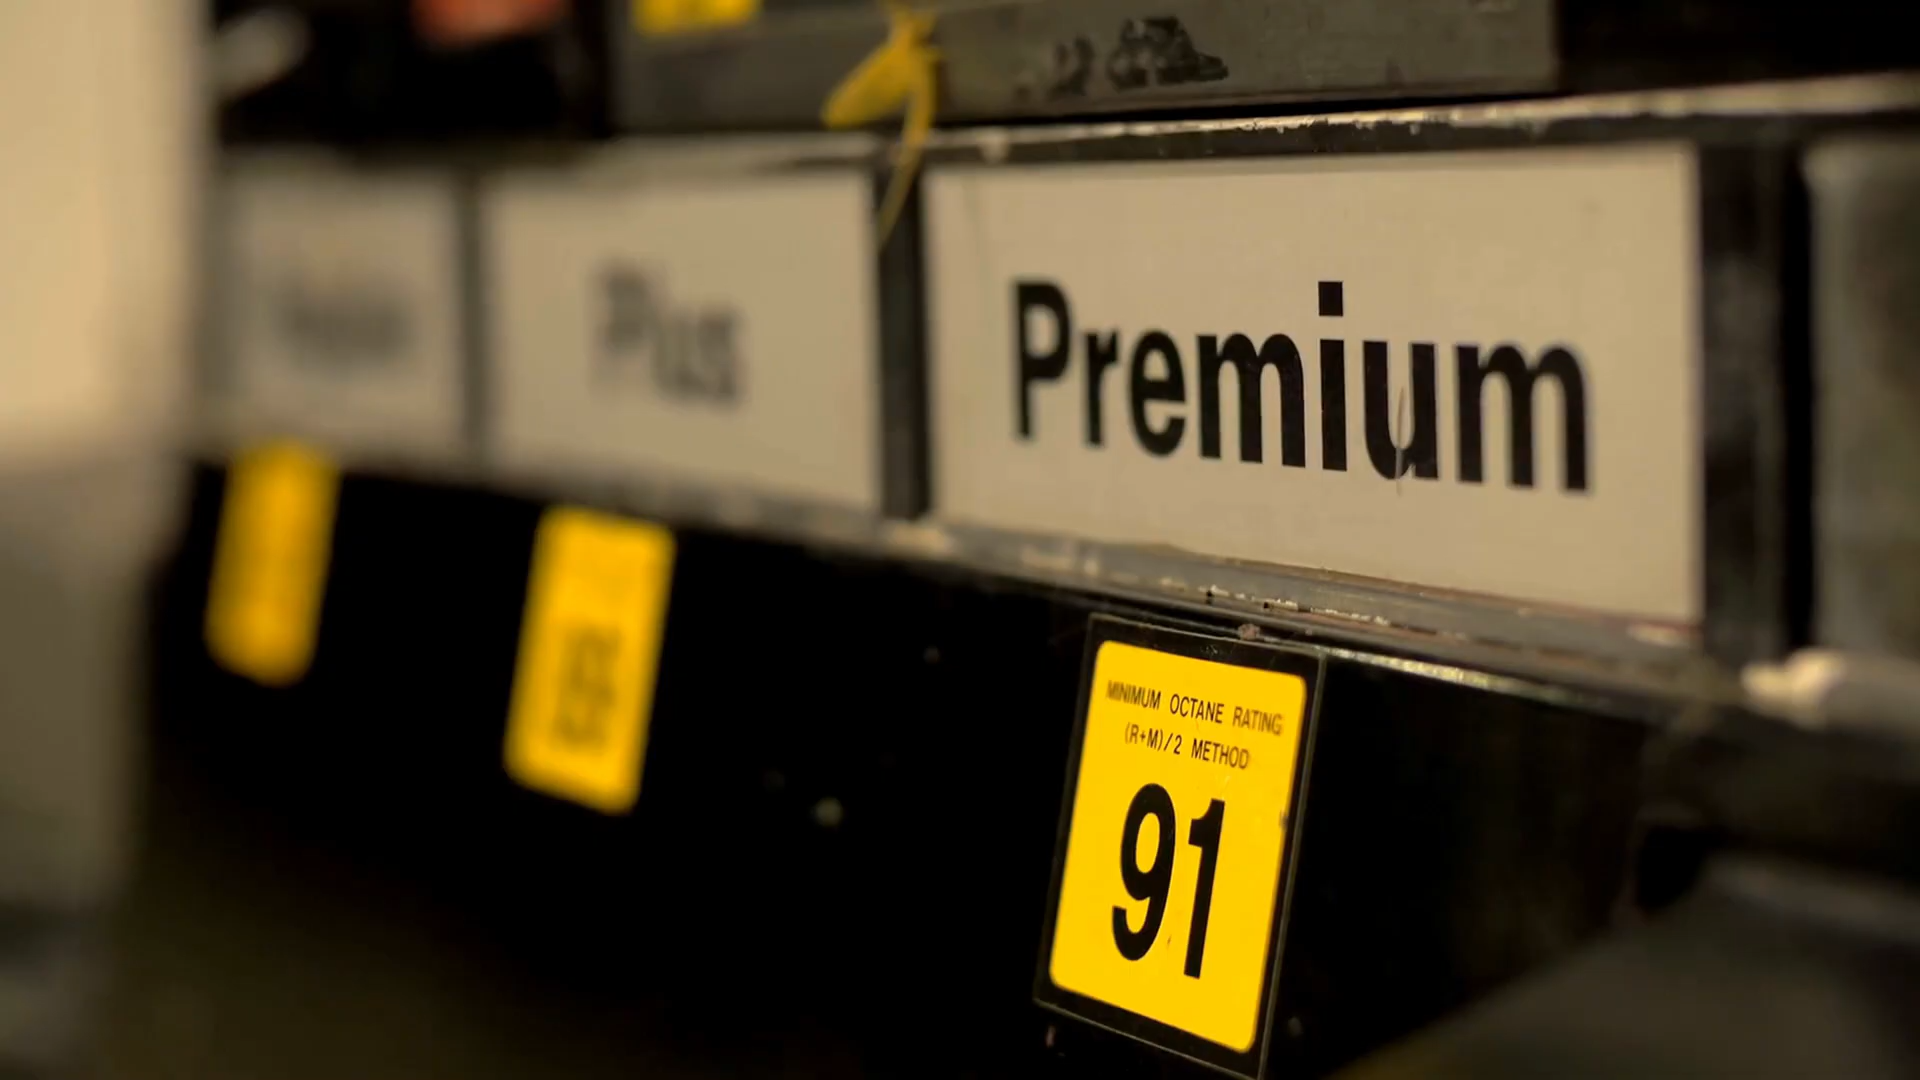 Plus
Premium
MINIMUM OCTANE RATING
(R+M)/2 METHOD
91